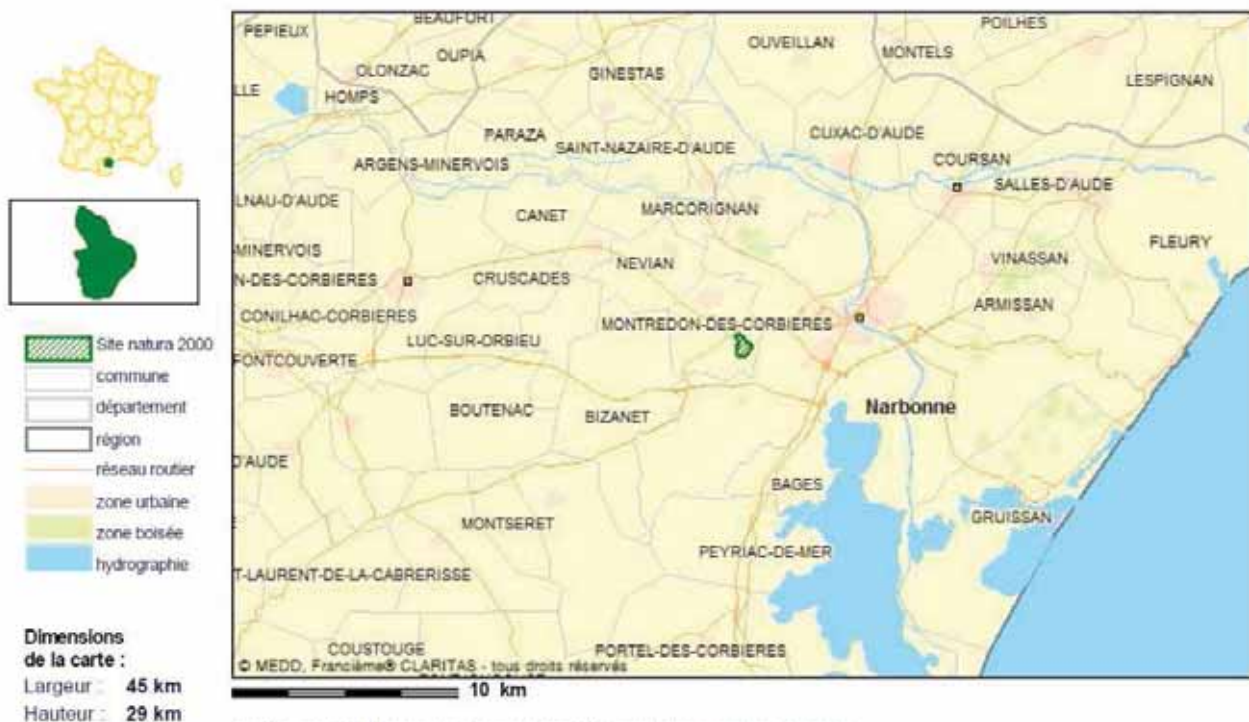 Site natura 2000
commune
département
région
réseau routier
zone urbaine
zone boisée
hydrographie
Dimensions
de la carte :
Largeur : 45 km
Hauteur : 29 km
PEPIEUX
BEAUFORT
OUPIA
OLONZAC
HOMPS
GINESTAS
OUVEILLAN
MONTELS
POILHES
LESPIGNAN
PARAZA
SAINT-NAZAIRE-D'AUDE
CUXAC-D'AUDE
ARGENS-MINERVOIS
COURSAN
SALLES-D'AUDE
LNAU-D'AUDE
CANET
MARCORIGNAN
FLEURY
-MINERVOIS
NEVIAN
VINASSAN
N-DES-CORBIERES
CRUSCADES
ARMISSAN
CONILHAC-CORBIERES
MONTREDON-DES-CORBIERES
LUC-SUR-ORBIEU
FONTCOUVERTE
BOUTENAC
BIZANET
Narbonne
D'AUDE
BAGES
MONTSERET
GRUISSAN
PEYRIAC-DE-MER
T-LAURENT-DE-LA-CABRERISSE
COUSTOUGE
PORTEL-DES-CORBIERES
© MEDD, Francième® CLARITAS - tous droits réservés
10 km